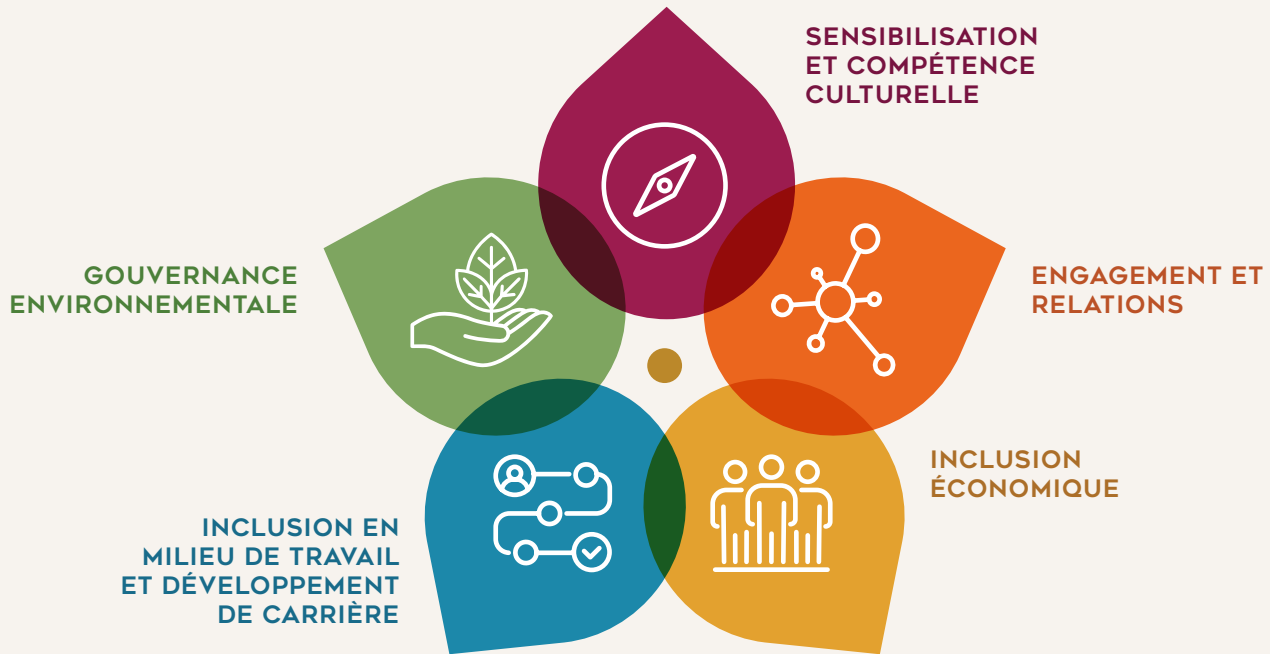 SENSIBILISATION
ET COMPÉTENCE
CULTURELLE
ENGAGEMENT ET
RELATIONS
INCLUSION
ÉCONOMIQUE
INCLUSION EN
MILIEU DE TRAVAIL
ET DÉVELOPPEMENT
DE CARRIÈRE
GOUVERNANCE
ENVIRONNEMENTALE